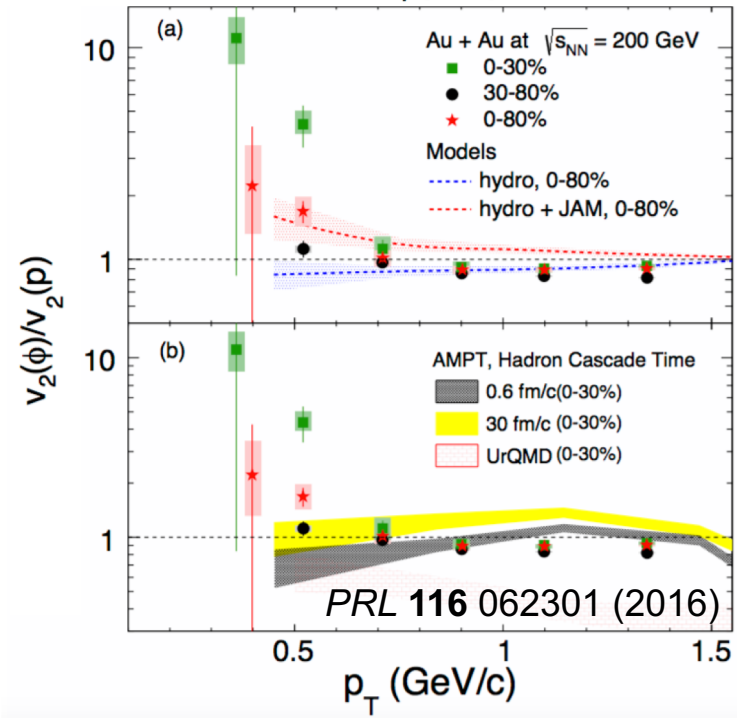 (a)
Au + Au at √sNN = 200 GeV
0-30%
30-80%
0-80%
Models
hydro, 0-80%
hydro + JAM, 0-80%
10
1
(b)
AMPT, Hadron Cascade Time
0.6 fm/c(0-30%)
30 fm/c (0-30%)
UrQMD (0-30%)
10
1
PRL 116 062301 (2016)
v2(ϕ)/v2(p)
0.5
1
1.5
pT (GeV/c)